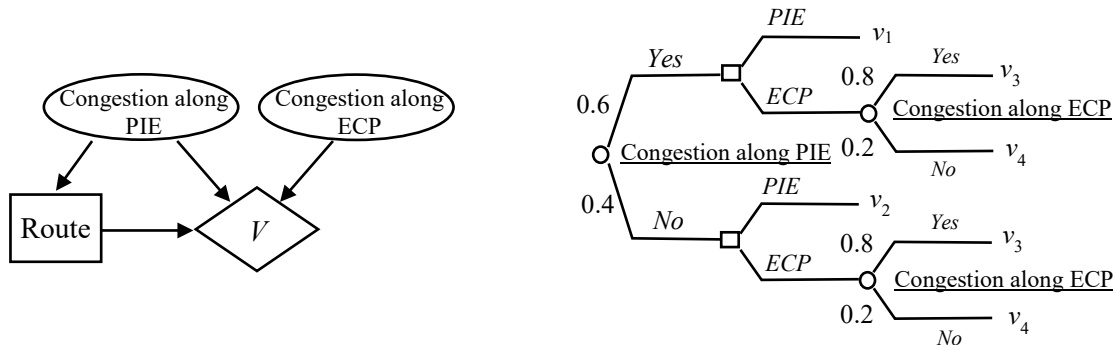 Congestion along
PIE
Congestion along
ECP
Route
V
PIE
v1
Yes
0.6
ECP
0.8
Yes
v3
Congestion along ECP
0.2
No
v4
Congestion along PIE
0.4
No
PIE
v2
ECP
0.8
Yes
v3
Congestion along ECP
0.2
No
v4